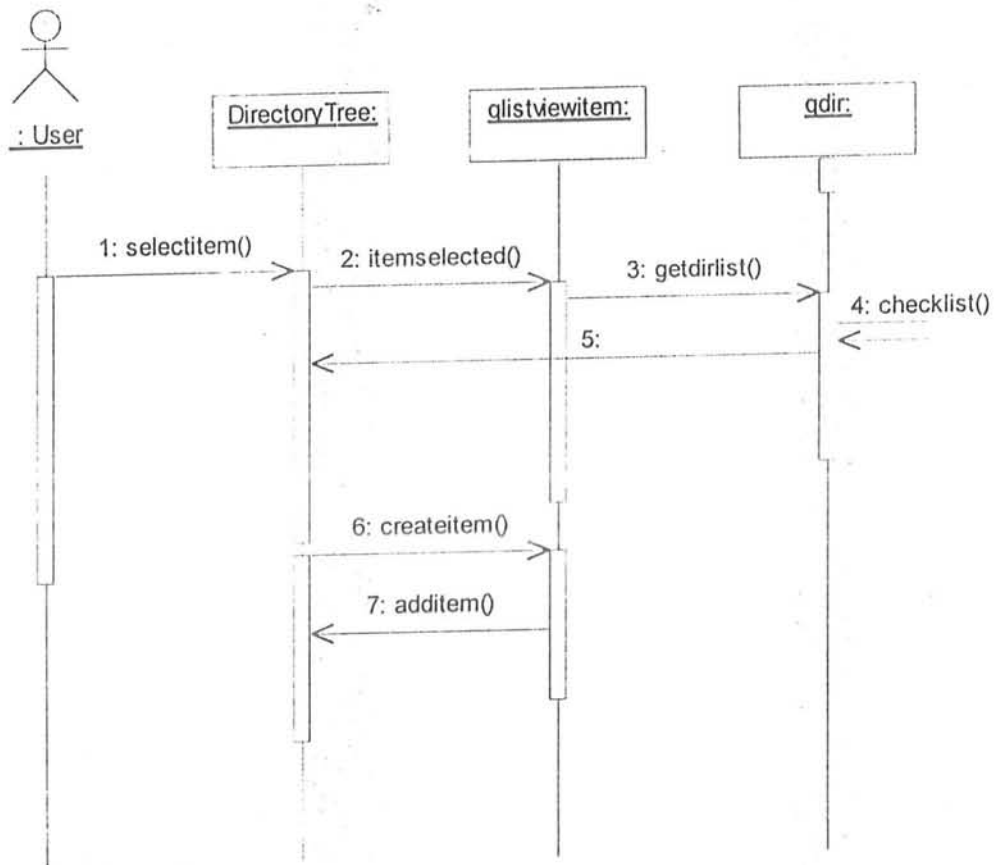 : User
DirectoryTree:
qlistviewitem:
qdir:
1: selectitem()
2: itemselected()
3: getdirlist()
4: checklist()
5:
6: createitem()
7: additem()